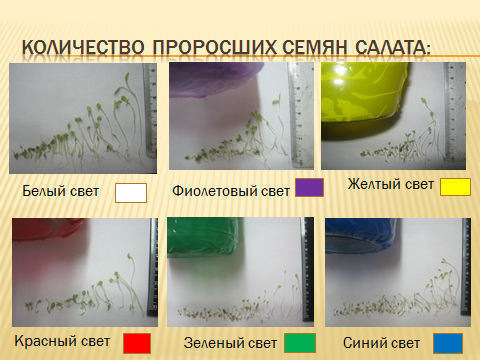 КОЛИЧЕСТВО ПРОРОСШИХ СЕМЯН САЛАТА:
Белый свет
Фиолетовый свет
Желтый свет
Красный свет
Зеленый свет
Синий свет